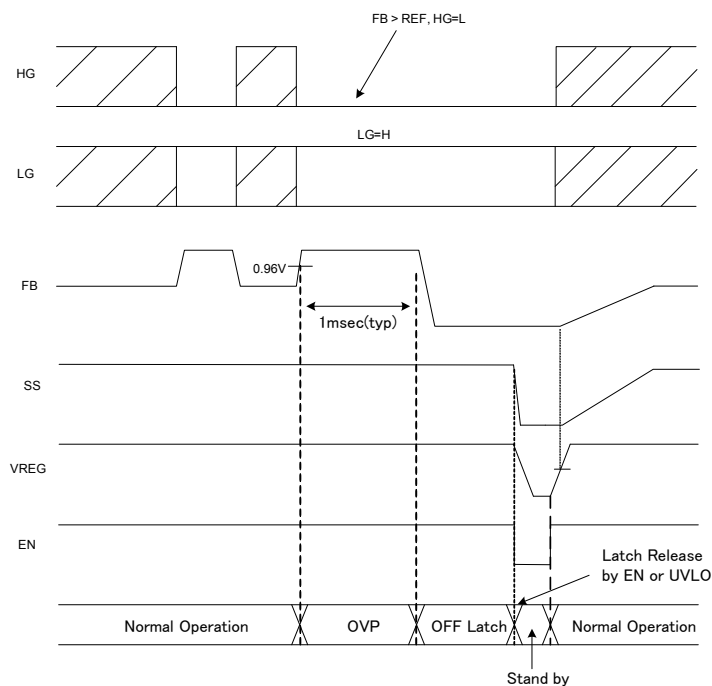 FB > REF, HG=L
HG
LG=H
LG
0.96V
FB
1msec(typ)
SS
VREG
EN
Latch Release
by EN or UVLO
Normal Operation
OVP
OFF Latch
Normal Operation
Stand by